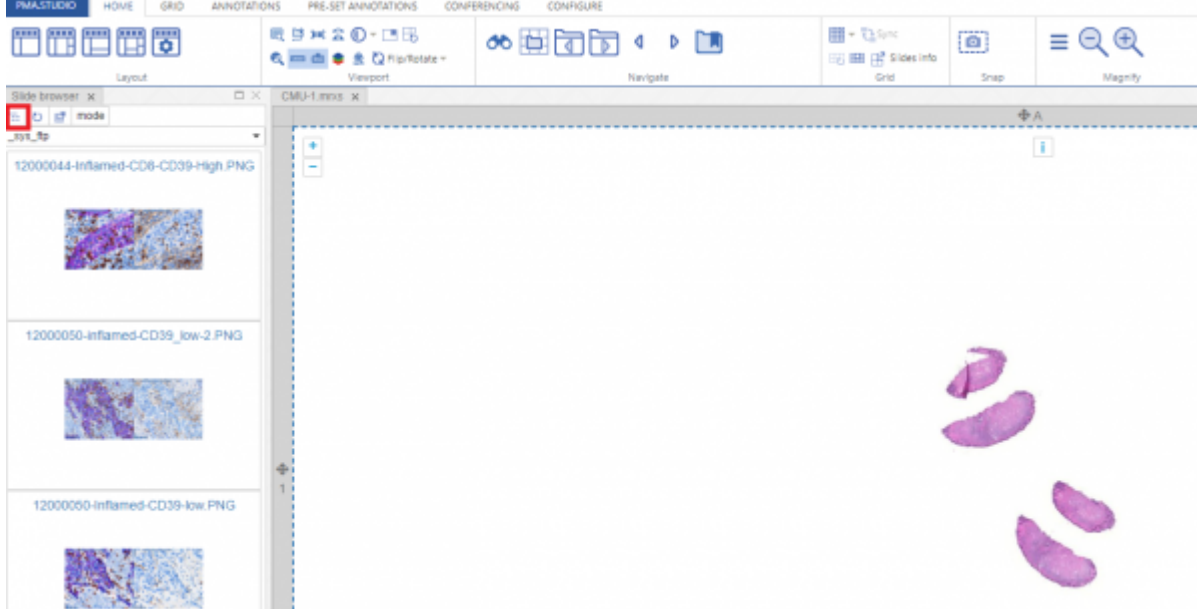 PMA.STUDIO HOME GRID ANNOTATIONS PRE-SET ANNOTATIONS CONFERENCING CONFIGURE
Sync
Flip/Rotate
Slides info
Layout Viewport Navigate Grid Snap Magnify
Slide browser x CMU-1.mrxs x
mode
_sys_ftp
A
+
i
−
12000044-Inflamed-CD8-CD39-High.PNG
12000050-inflamed-CD39_low-2.PNG
1
12000050-Inflamed-CD39-low.PNG